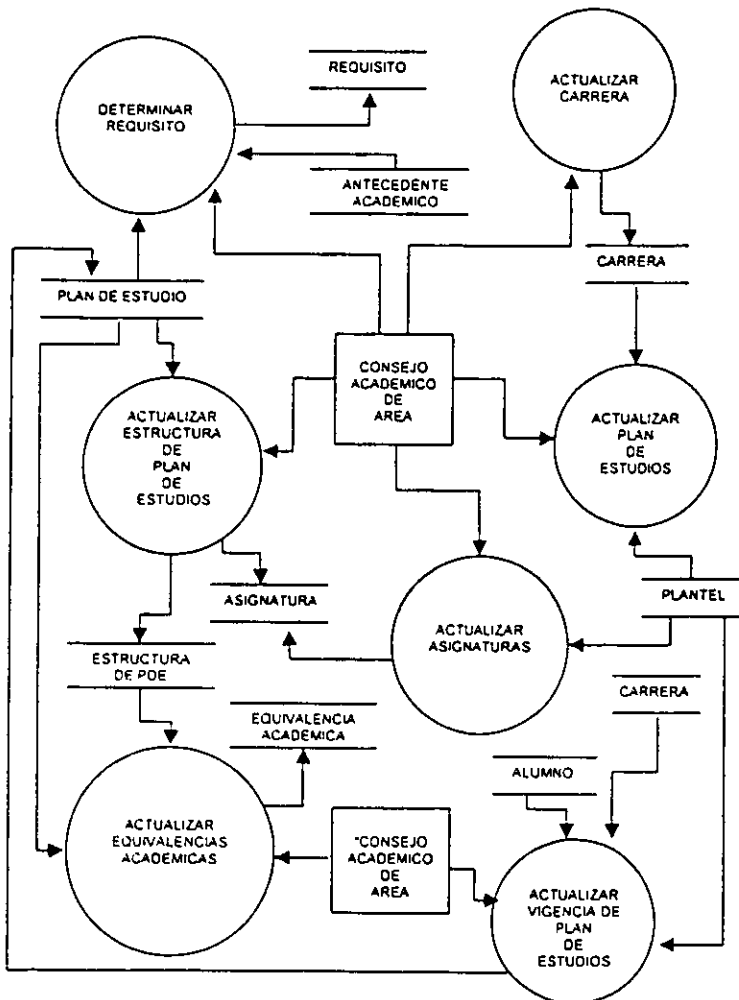 REQUISITO
DETERMINAR
REQUISITO
ACTUALIZAR
CARRERA
ANTECEDENTE
ACADEMICO
CARRERA
PLAN DE ESTUDIO
CONSEJO
ACADEMICO
DE
AREA
ACTUALIZAR
ESTRUCTURA
DE
PLAN
DE
ESTUDIOS
ACTUALIZAR
PLAN
DE
ESTUDIOS
ASIGNATURA
PLANTEL
ACTUALIZAR
ASIGNATURAS
ESTRUCTURA
DE PDE
CARRERA
EQUIVALENCIA
ACADEMICA
ALUMNO
ACTUALIZAR
EQUIVALENCIAS
ACADEMICAS
"CONSEJO
ACADEMICO
DE
AREA
ACTUALIZAR
VIGENCIA DE
PLAN
DE
ESTUDIOS